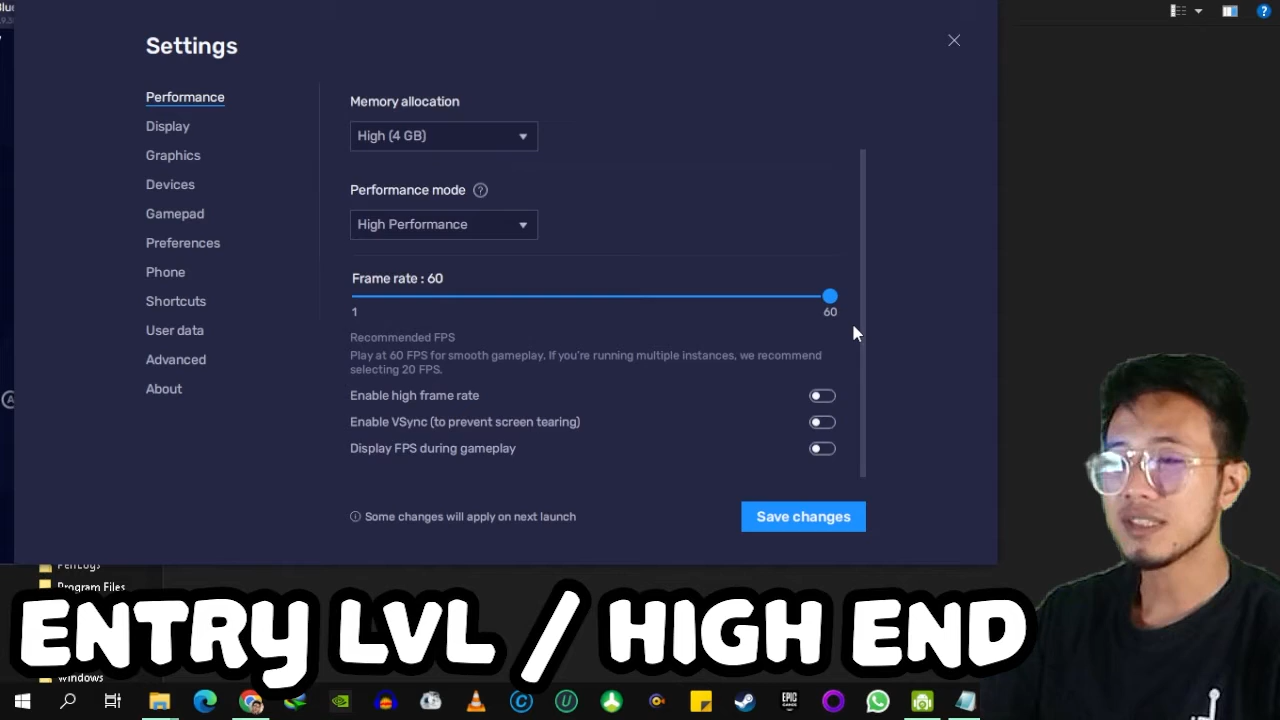 Settings
Performance
Display
Graphics
Devices
Gamepad
Preferences
Phone
Shortcuts
User data
Advanced
About
Memory allocation
High (4 GB)
Performance mode
High Performance
Frame rate : 60
1
60
Recommended FPS
Play at 60 FPS for smooth gameplay. If you're running multiple instances, we recommend
selecting 20 FPS.
Enable high frame rate
Enable VSync (to prevent screen tearing)
Display FPS during gameplay
Some changes will apply on next launch
Save changes
PerfLogs
Program Files
ENTRY LVL / HIGH END
Windows
EPIC
GAMES